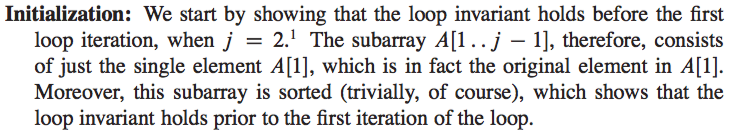 Initialization: We start by showing that the loop invariant holds before the first
loop iteration, when j = 2.¹ The subarray A[1 . . j − 1], therefore, consists
of just the single element A[1], which is in fact the original element in A[1].
Moreover, this subarray is sorted (trivially, of course), which shows that the
loop invariant holds prior to the first iteration of the loop.